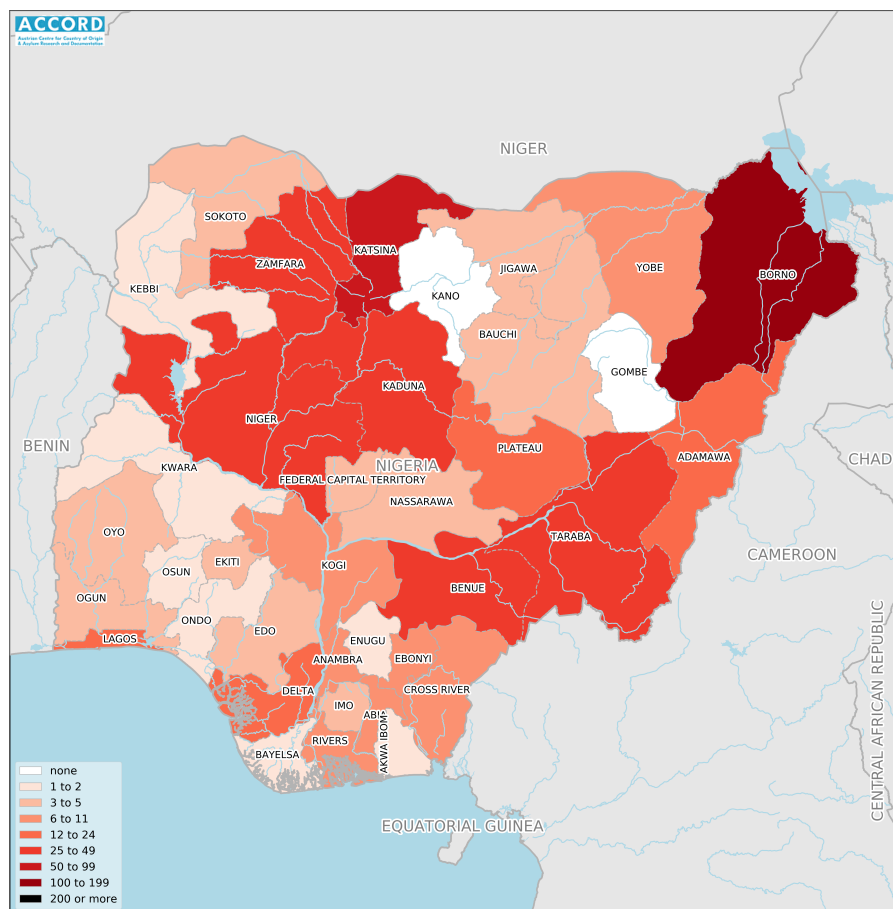 ACCORD
Austrian Centre for Country of Origin
& Asylum Research and Documentation
NIGER
SOKOTO
KATSINA
ZAMFARA
JIGAWA
YOBE
BORNO
KEBBI
KANO
BAUCHI
GOMBE
KADUNA
NIGER
BENIN
PLATEAU
ADAMAWA
CHAD
KWARA
NIGERIA
FEDERAL CAPITAL TERRITORY
NASSARAWA
OYO
TARABA
CAMEROON
EKITI
KOGI
OSUN
BENUE
OGUN
ONDO
EDO
LAGOS
ENUGU
ANAMBRA
EBONYI
DELTA
CROSS RIVER
IMO
ABIA
RIVERS
AKWA IBOM
BAYELSA
CENTRAL AFRICAN REPUBLIC
EQUATORIAL GUINEA
none
1 to 2
3 to 5
6 to 11
12 to 24
25 to 49
50 to 99
100 to 199
200 or more